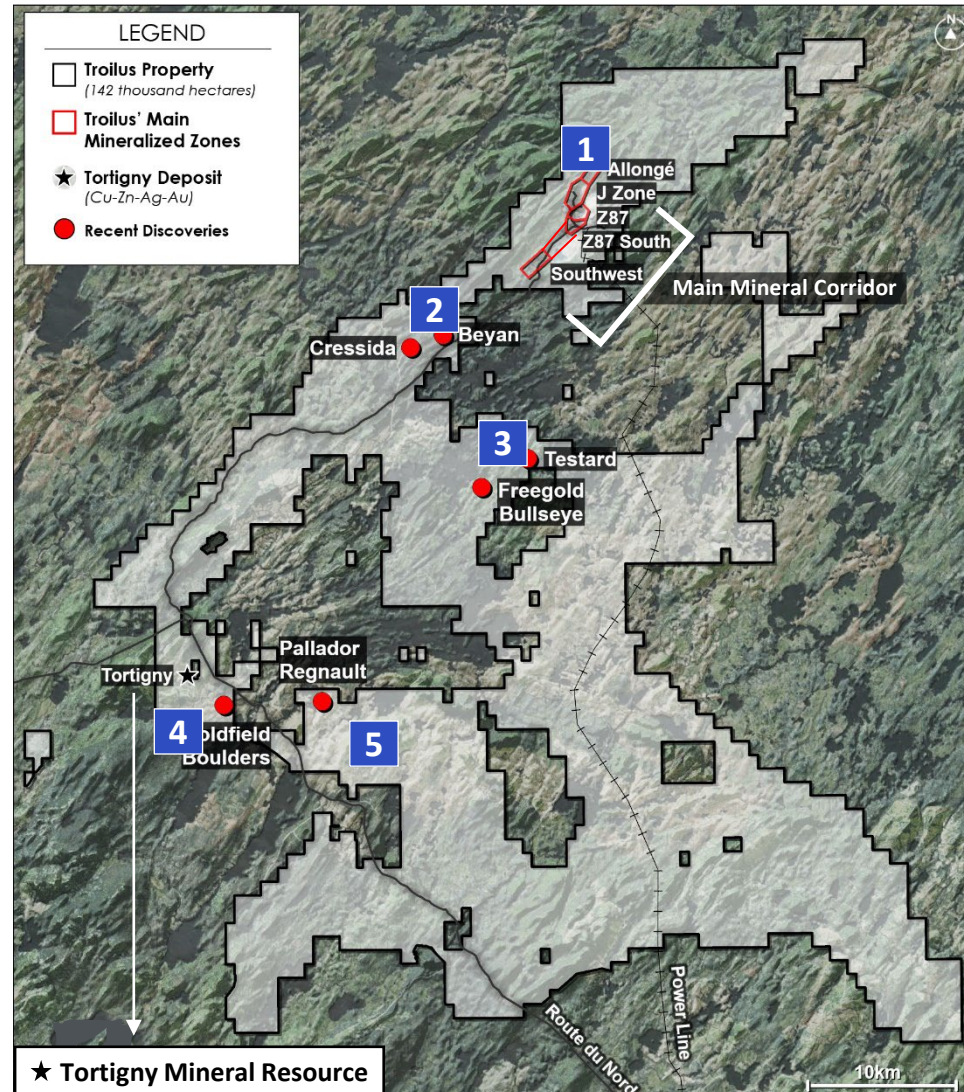 LEGEND
Troilus Property
(142 thousand hectares)
Troilus' Main
Mineralized Zones
Tortigny Deposit
(Cu-Zn-Ag-Au)
Recent Discoveries
N
1
Allongé
J Zone
Z87
Z87 South
Southwest
Main Mineral Corridor
2
Beyan
Cressida
3
Testard
Freegold
Bullseye
Pallador
Regnault
Tortigny
4
oldfield
Boulders
5
Route du Nord
Power Line
10km
★ Tortigny Mineral Resource